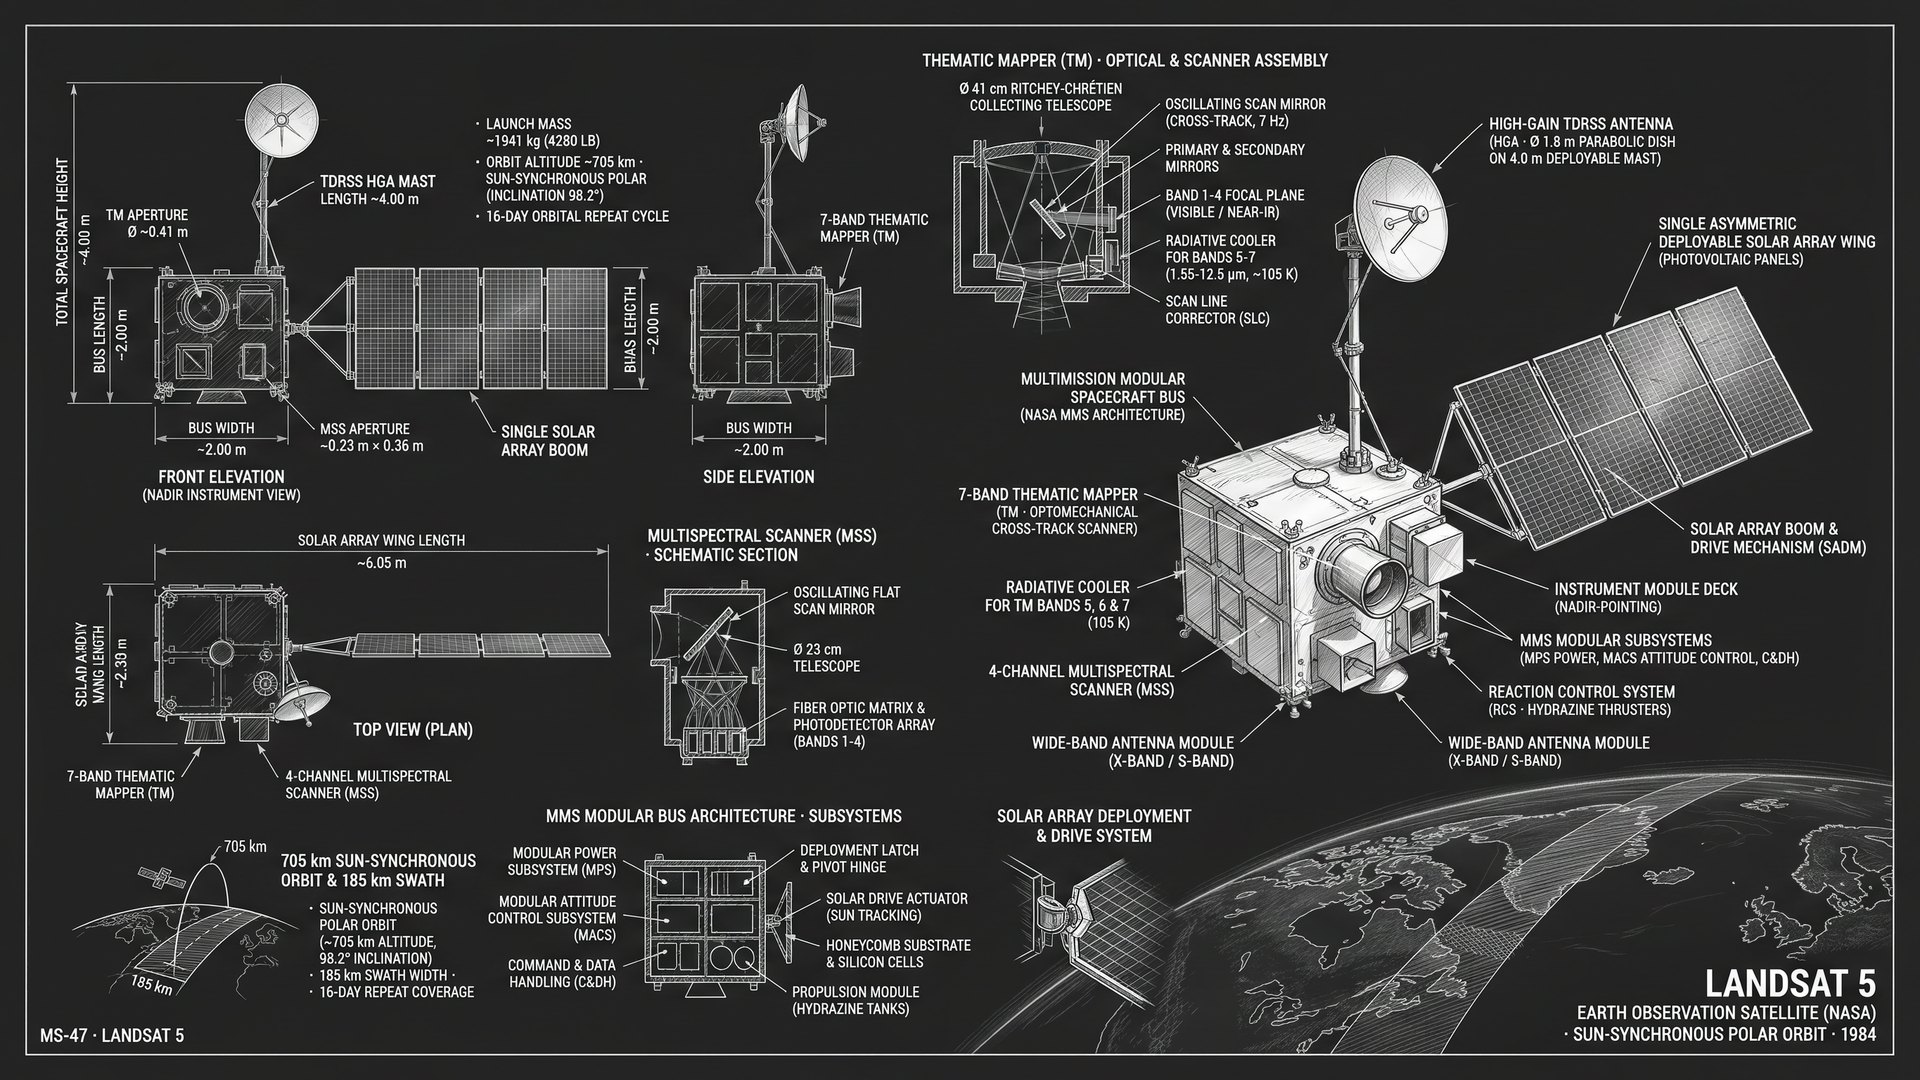 TOTAL SPACECRAFT HEIGHT
~4.00 m
BUS LENGTH
~2.00 m
TM APERTURE
Ø ~0.41 m
TDRSS HGA MAST
LENGTH ~4.00 m
· LAUNCH MASS
~1941 kg (4280 LB)
· ORBIT ALTITUDE ~705 km ·
SUN-SYNCHRONOUS POLAR
(INCLINATION 98.2°)
· 16-DAY ORBITAL REPEAT CYCLE
~2.00 m
BUS WIDTH
~2.00 m
MSS APERTURE
~0.23 m × 0.36 m
SINGLE SOLAR
ARRAY BOOM
FRONT ELEVATION
(NADIR INSTRUMENT VIEW)
7-BAND THEMATIC
MAPPER (TM)
BUS WIDTH
~2.00 m
SIDE ELEVATION
THEMATIC MAPPER (TM) · OPTICAL & SCANNER ASSEMBLY
Ø 41 cm RITCHEY-CHRÉTIEN
COLLECTING TELESCOPE
OSCILLATING SCAN MIRROR
(CROSS-TRACK, 7 Hz)
PRIMARY & SECONDARY
MIRRORS
BAND 1-4 FOCAL PLANE
(VISIBLE / NEAR-IR)
RADIATIVE COOLER
FOR BANDS 5-7
(1.55-12.5 µm, ~105 K)
SCAN LINE
CORRECTOR (SLC)
HIGH-GAIN TDRSS ANTENNA
(HGA · Ø 1.8 m PARABOLIC DISH
ON 4.0 m DEPLOYABLE MAST)
SINGLE ASYMMETRIC
DEPLOYABLE SOLAR ARRAY WING
(PHOTOVOLTAIC PANELS)
MULTIMISSION MODULAR
SPACECRAFT BUS
(NASA MMS ARCHITECTURE)
7-BAND THEMATIC MAPPER
(TM · OPTOMECHANICAL
CROSS-TRACK SCANNER)
RADIATIVE COOLER
FOR TM BANDS 5, 6 & 7
(105 K)
4-CHANNEL MULTISPECTRAL
SCANNER (MSS)
WIDE-BAND ANTENNA MODULE
(X-BAND / S-BAND)
SOLAR ARRAY BOOM &
DRIVE MECHANISM (SADM)
INSTRUMENT MODULE DECK
(NADIR-POINTING)
MMS MODULAR SUBSYSTEMS
(MPS POWER, MACS ATTITUDE CONTROL, C&DH)
REACTION CONTROL SYSTEM
(RCS · HYDRAZINE THRUSTERS)
WIDE-BAND ANTENNA MODULE
(X-BAND / S-BAND)
SOLAR ARRAY WING LENGTH
~6.05 m
LENGTH
~2.30 m
TOP VIEW (PLAN)
7-BAND THEMATIC
MAPPER (TM)
4-CHANNEL MULTISPECTRAL
SCANNER (MSS)
MULTISPECTRAL SCANNER (MSS)
· SCHEMATIC SECTION
OSCILLATING FLAT
SCAN MIRROR
Ø 23 cm
TELESCOPE
FIBER OPTIC MATRIX &
PHOTODETECTOR ARRAY
(BANDS 1-4)
705 km
185 km
705 km SUN-SYNCHRONOUS
ORBIT & 185 km SWATH
· SUN-SYNCHRONOUS
POLAR ORBIT
(~705 km ALTITUDE,
98.2° INCLINATION)
· 185 km SWATH WIDTH ·
· 16-DAY REPEAT COVERAGE
MMS MODULAR BUS ARCHITECTURE · SUBSYSTEMS
MODULAR POWER
SUBSYSTEM (MPS)
MODULAR ATTITUDE
CONTROL SUBSYSTEM
(MACS)
COMMAND & DATA
HANDLING (C&DH)
DEPLOVMENT LATCH
& PIVOT HINGE
SOLAR DRIVE ACTUATOR
(SUN TRACKING)
HONEYCOMB SUBSTRATE
& SILICON CELLS
PROPULSION MODULE
(HYDRAZINE TANKS)
SOLAR ARRAY DEPLOYMENT
& DRIVE SYSTEM
MS-47 · LANDSAT 5
LANDSAT 5
EARTH OBSERVATION SATELLITE (NASA)
· SUN-SYNCHRONOUS POLAR ORBIT · 1984